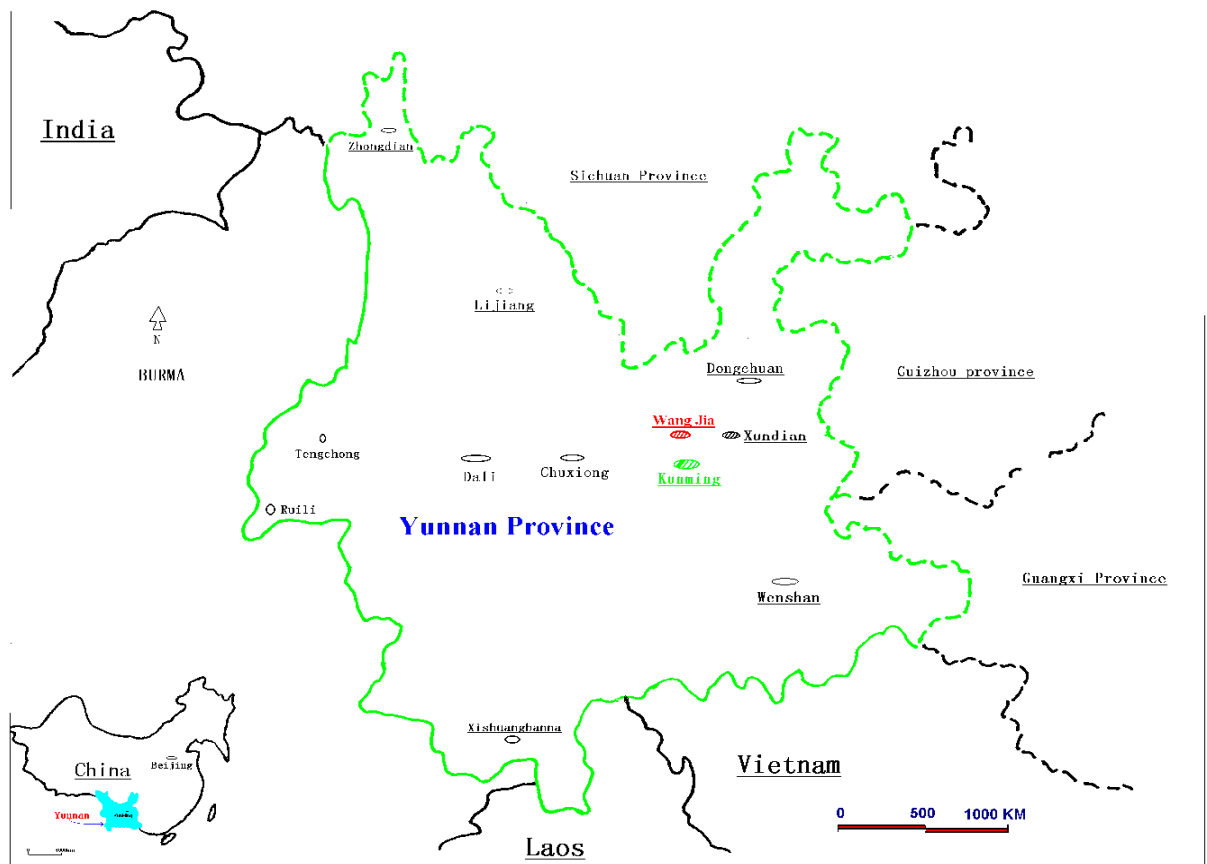 India
Zhongdian
Sichuan Province
Lijiang
N
BURMA
Dongchuan
Guizhou province
Wang Jia
Xundian
Tengchong
Dali
Chuxiong
Kunming
Ruili
Yunnan Province
Wenshan
Guangxi Province
Xishuangbanna
China
Beijing
Vietnam
Yunnan
0 500 1000 KM
Laos